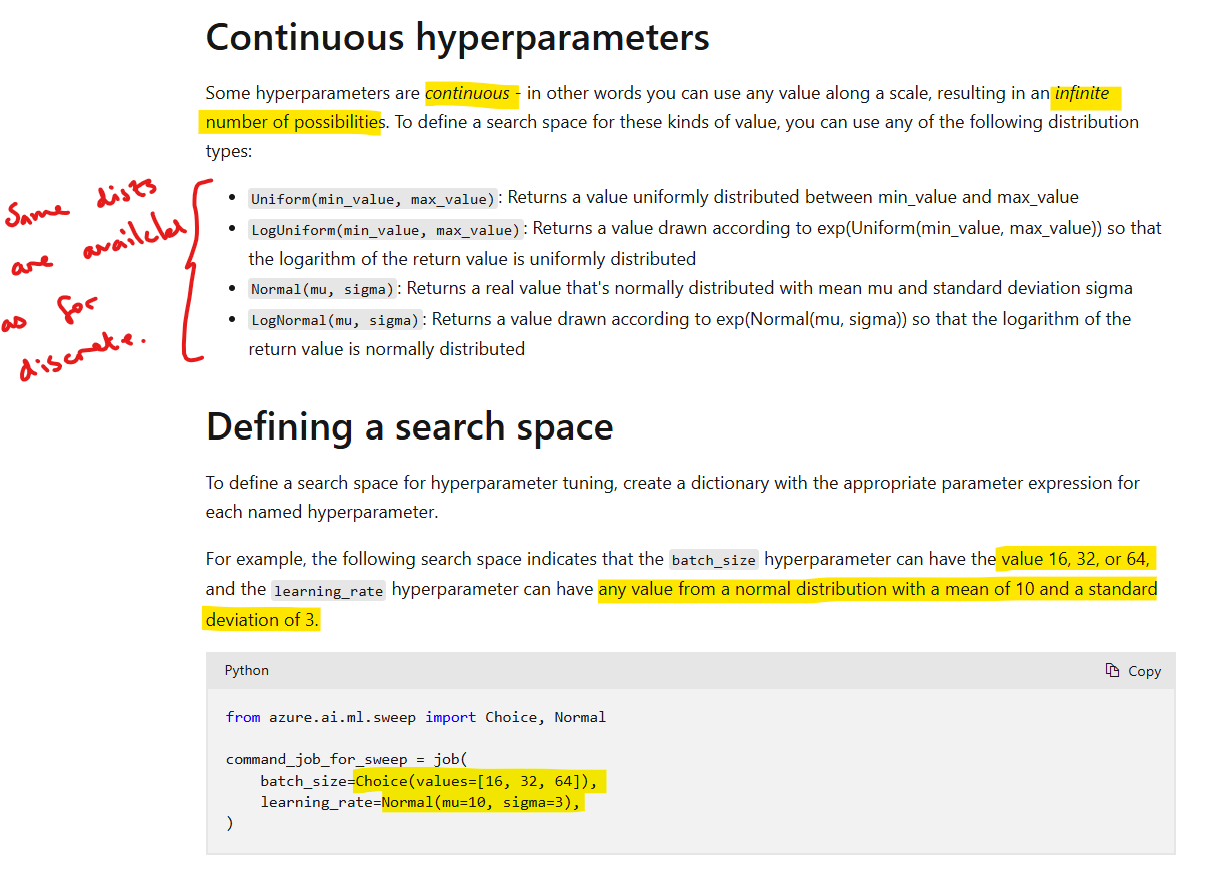 Continuous hyperparameters
Some hyperparameters are continuous - in other words you can use any value along a scale, resulting in an infinite
number of possibilities. To define a search space for these kinds of value, you can use any of the following distribution
types:
Same dists
are availcbel
as for
discrete.
• Uniform(min_value, max_value): Returns a value uniformly distributed between min_value and max_value
• LogUniform(min_value, max_value): Returns a value drawn according to exp(Uniform(min_value, max_value)) so that
the logarithm of the return value is uniformly distributed
• Normal(mu, sigma): Returns a real value that's normally distributed with mean mu and standard deviation sigma
• LogNormal(mu, sigma): Returns a value drawn according to exp(Normal(mu, sigma)) so that the logarithm of the
return value is normally distributed
Defining a search space
To define a search space for hyperparameter tuning, create a dictionary with the appropriate parameter expression for
each named hyperparameter.
For example, the following search space indicates that the batch_size hyperparameter can have the value 16, 32, or 64,
and the learning_rate hyperparameter can have any value from a normal distribution with a mean of 10 and a standard
deviation of 3.
Python
Copy
from azure.ai.ml.sweep import Choice, Normal
command_job_for_sweep = job(
    batch_size=Choice(values=[16, 32, 64]),
    learning_rate=Normal(mu=10, sigma=3),
)